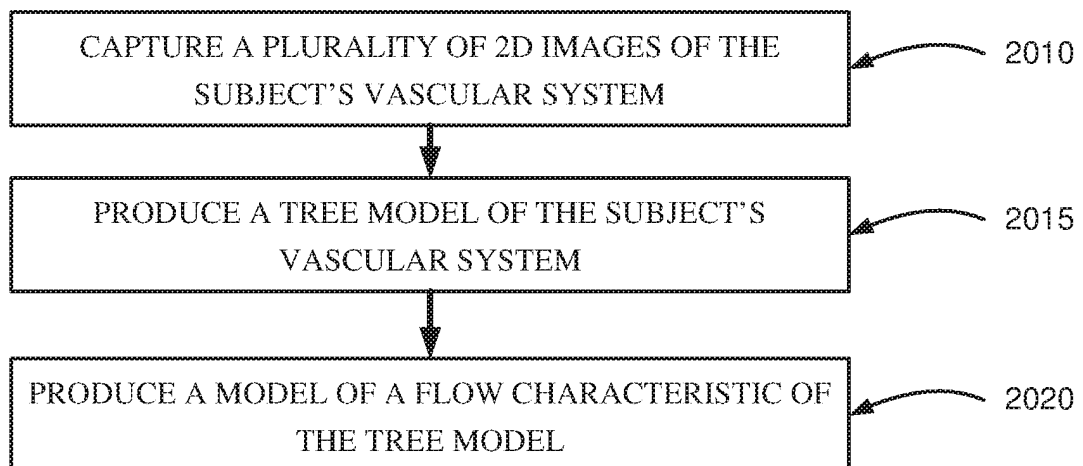 CAPTURE A PLURALITY OF 2D IMAGES OF THE
SUBJECT'S VASCULAR SYSTEM
2010
PRODUCE A TREE MODEL OF THE SUBJECT'S
VASCULAR SYSTEM
2015
PRODUCE A MODEL OF A FLOW CHARACTERISTIC OF
THE TREE MODEL
2020